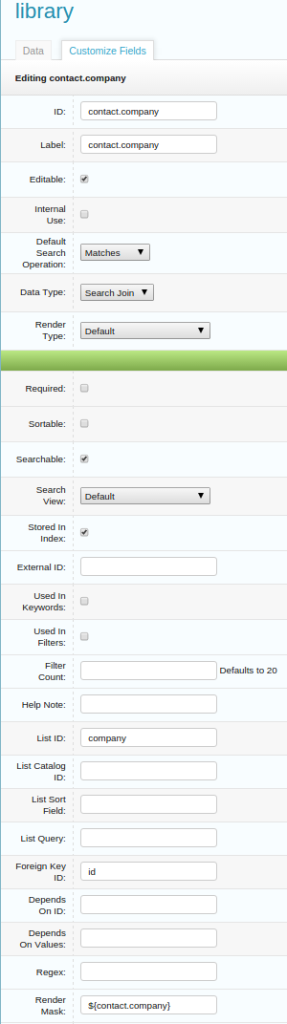 library
Data Customize Fields
Editing contact.company
ID: contact.company
Label: contact.company
Editable:
Internal
Use:
Default
Search
Operation: Matches
Data Type: Search Join
Render
Type: Default
Required:
Sortable:
Searchable:
Search
View: Default
Stored In
Index:
External ID:
Used In
Keywords:
Used In
Filters:
Filter
Count: Defaults to 20
Help Note:
List ID: company
List Catalog
ID:
List Sort
Field:
List Query:
Foreign Key
ID: id
Depends
On ID:
Depends
On Values:
Regex:
Render
Mask: ${contact.company}